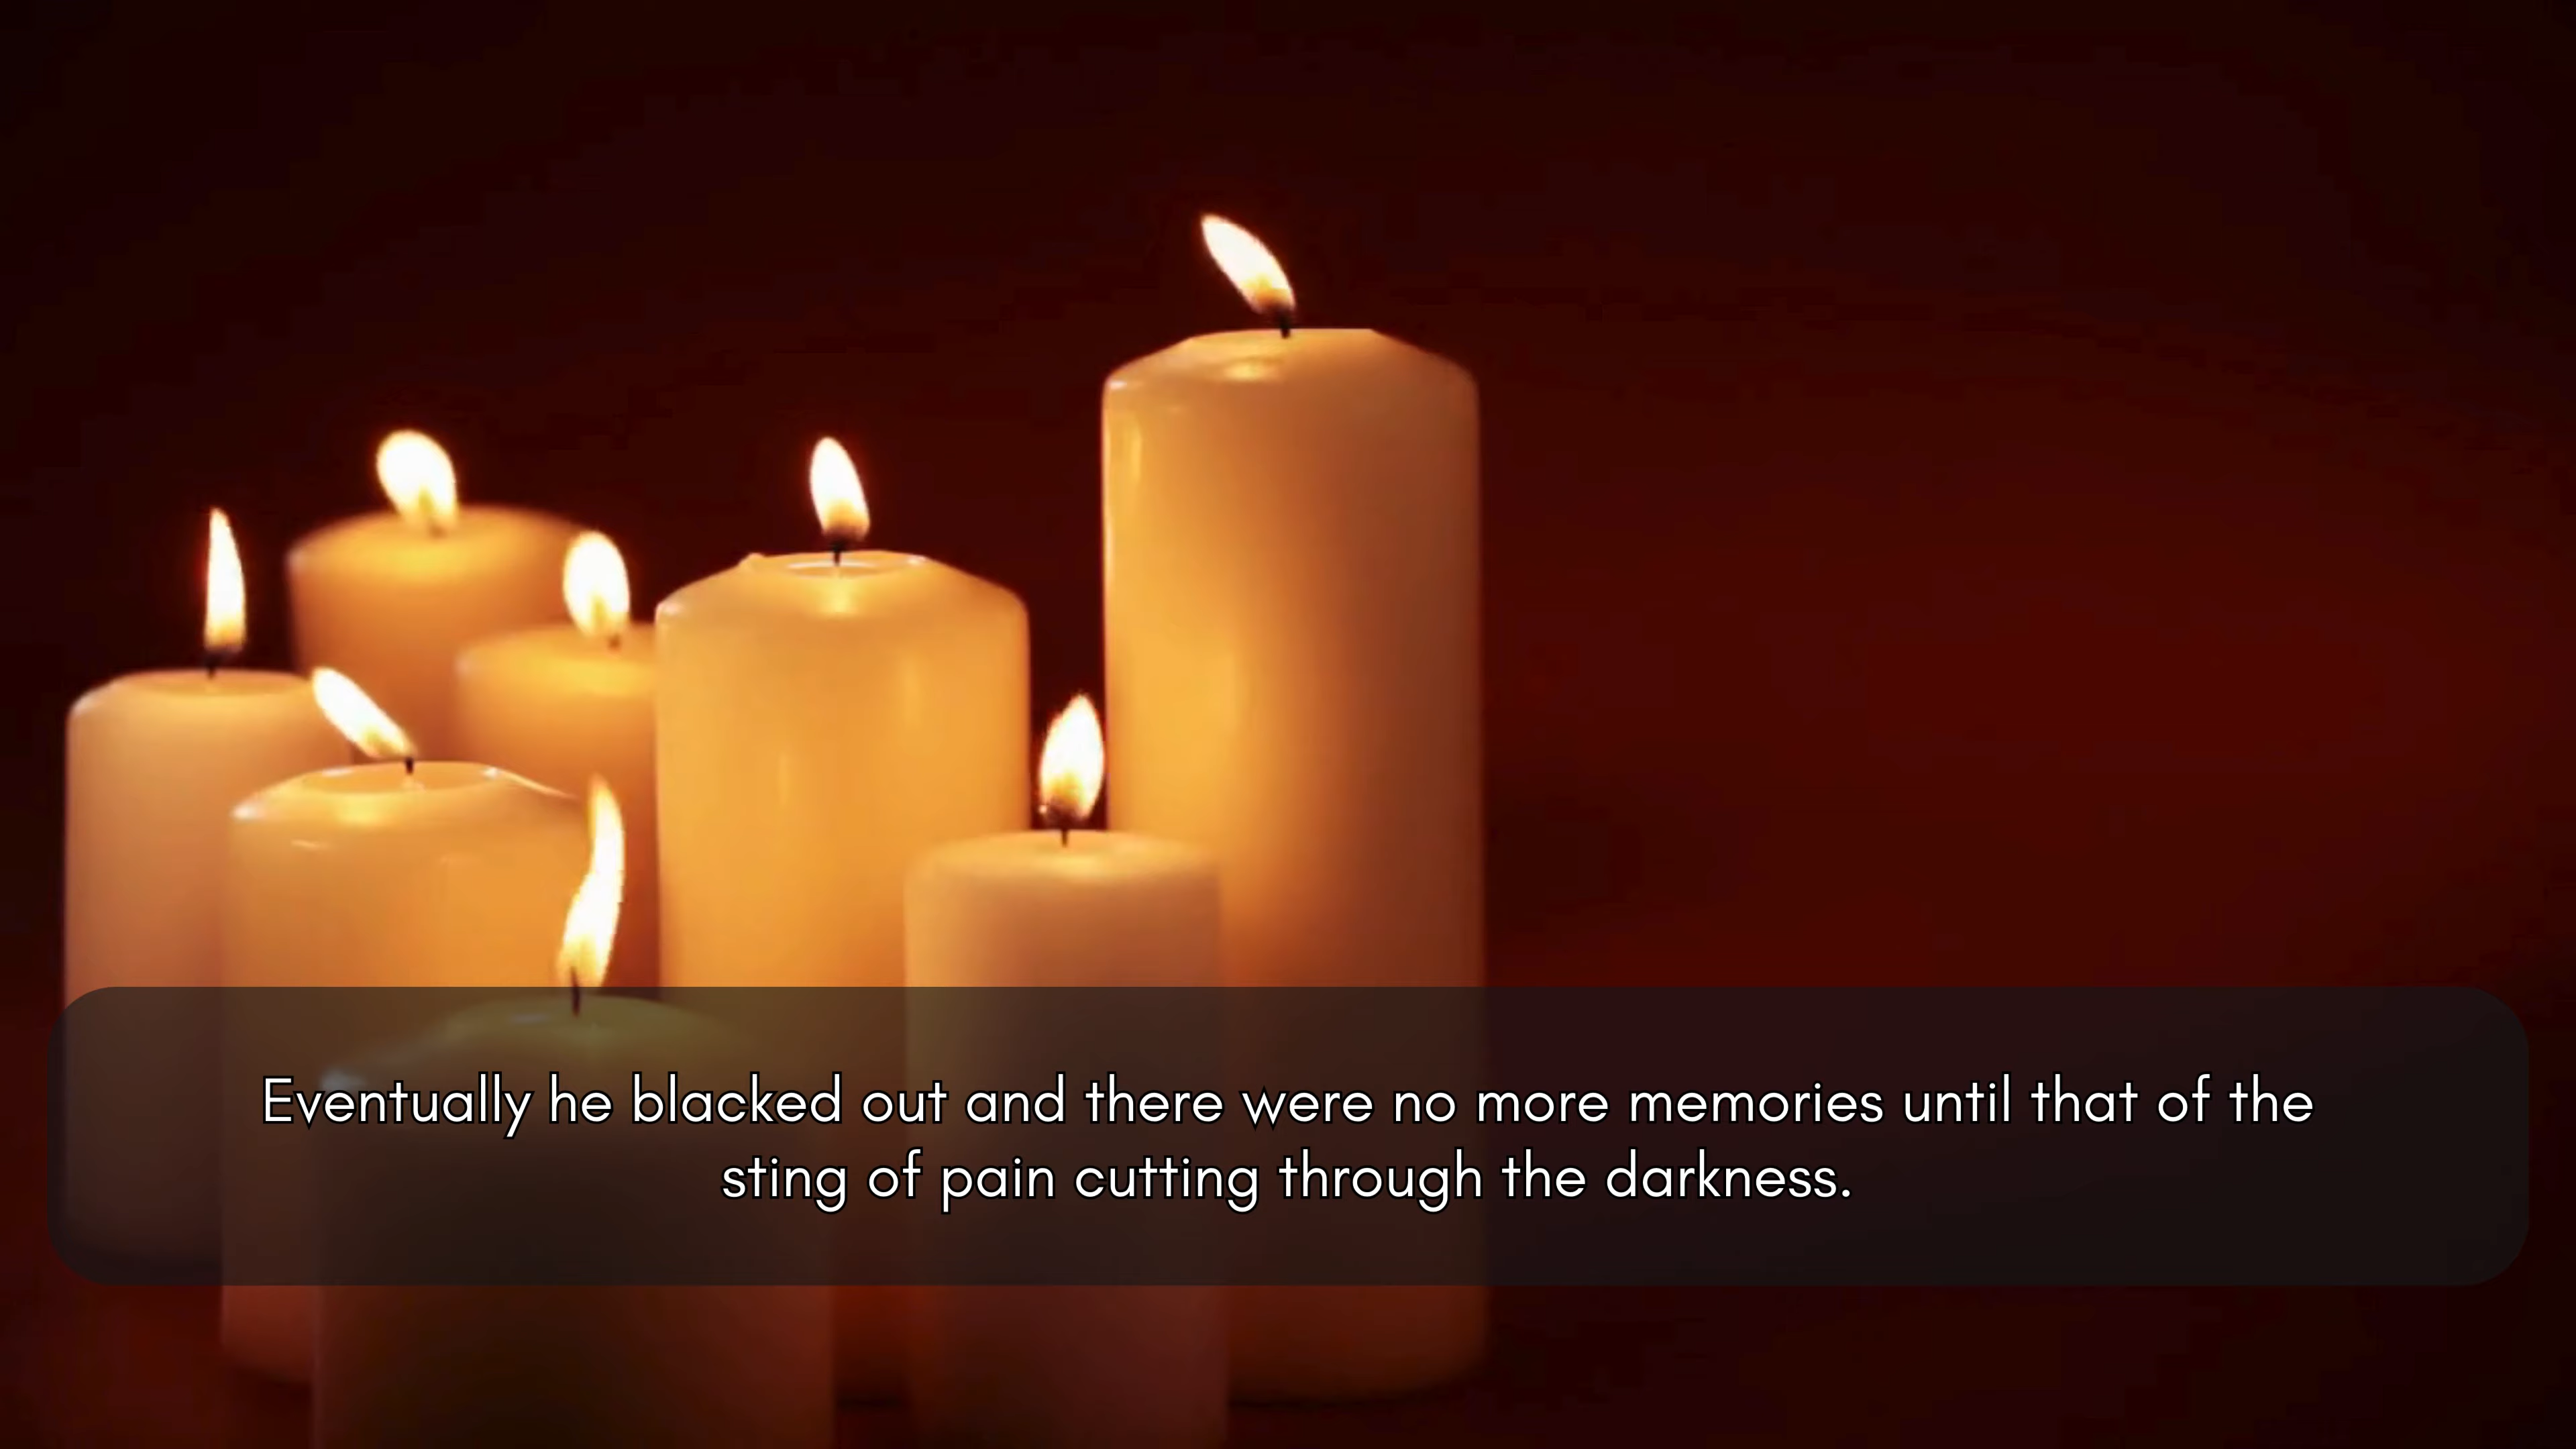 Eventually he blacked out and there were no more memories until that of the
sting of pain cutting through the darkness.